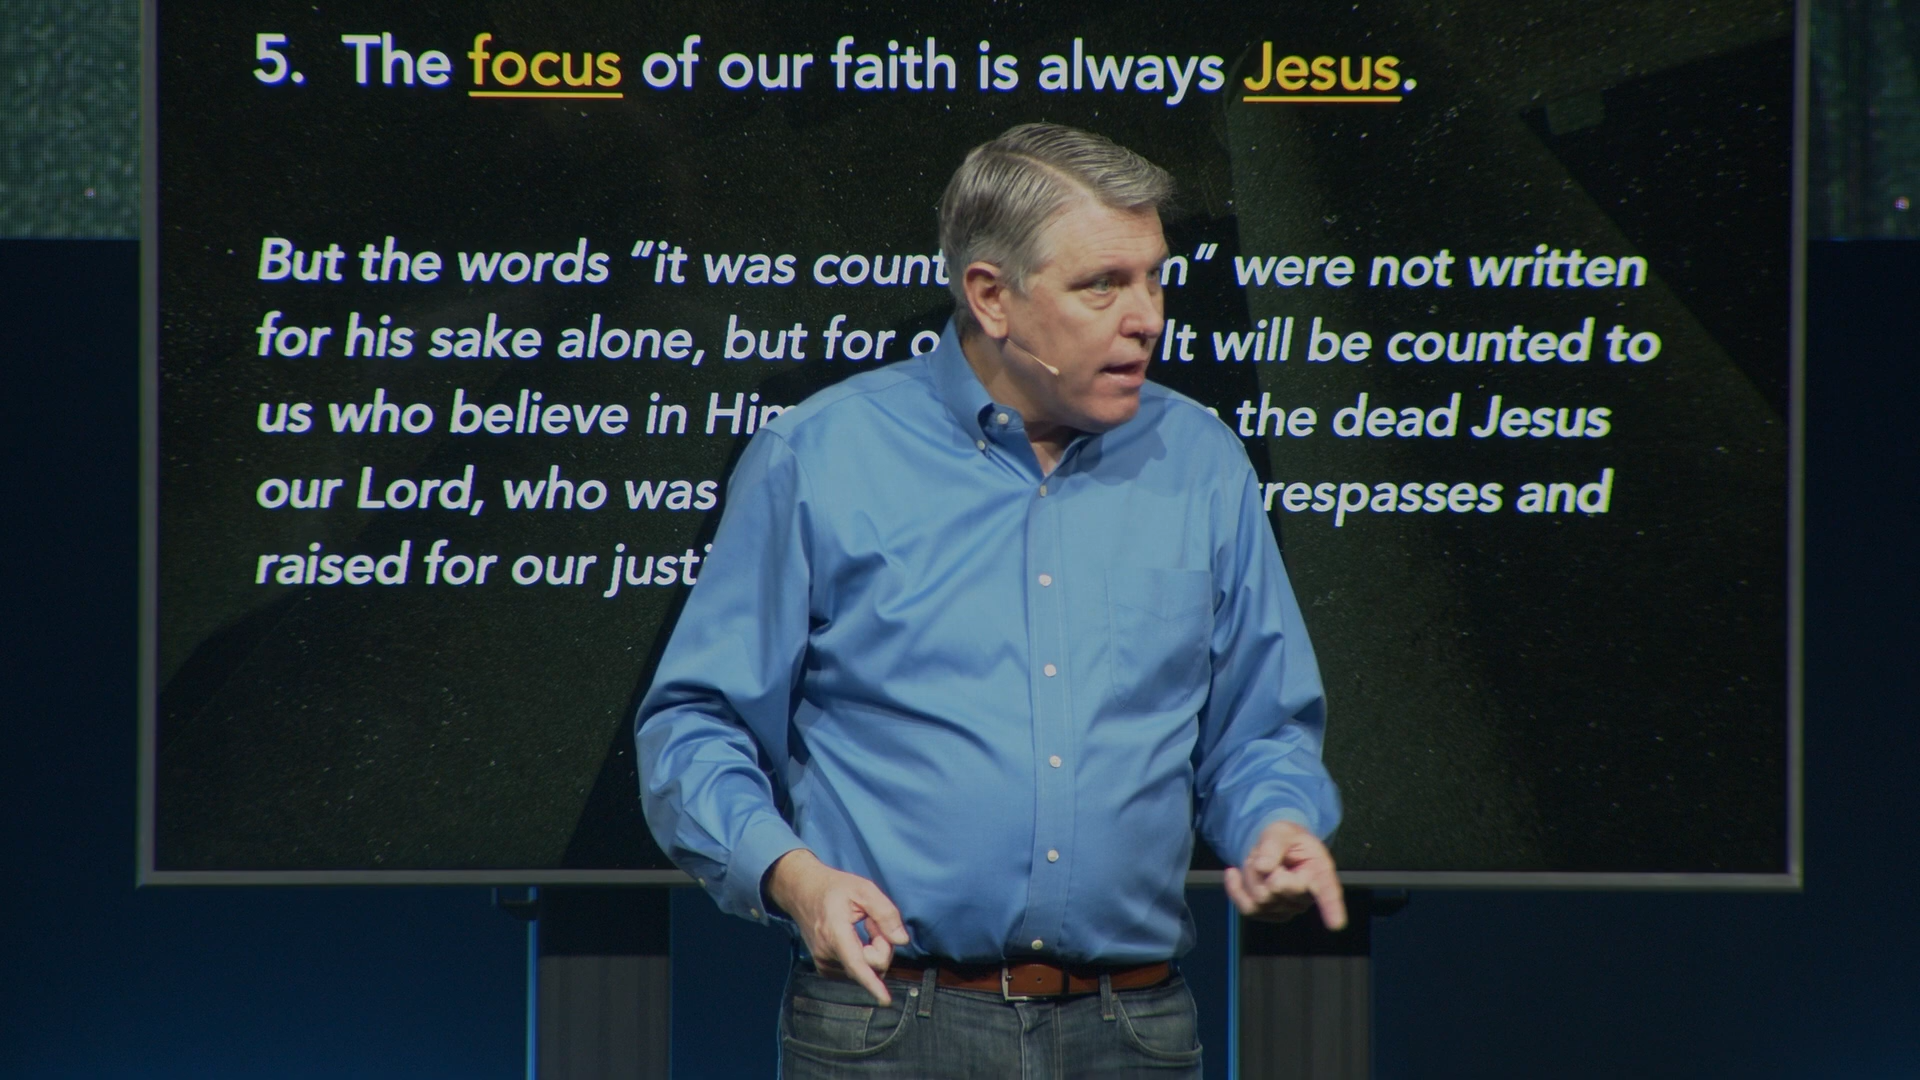 5. The focus of our faith is always Jesus.
But the words "it was count n" were not written
for his sake alone, but for o It will be counted to
us who believe in Him the dead Jesus
our Lord, who was respasses and
raised for our justi